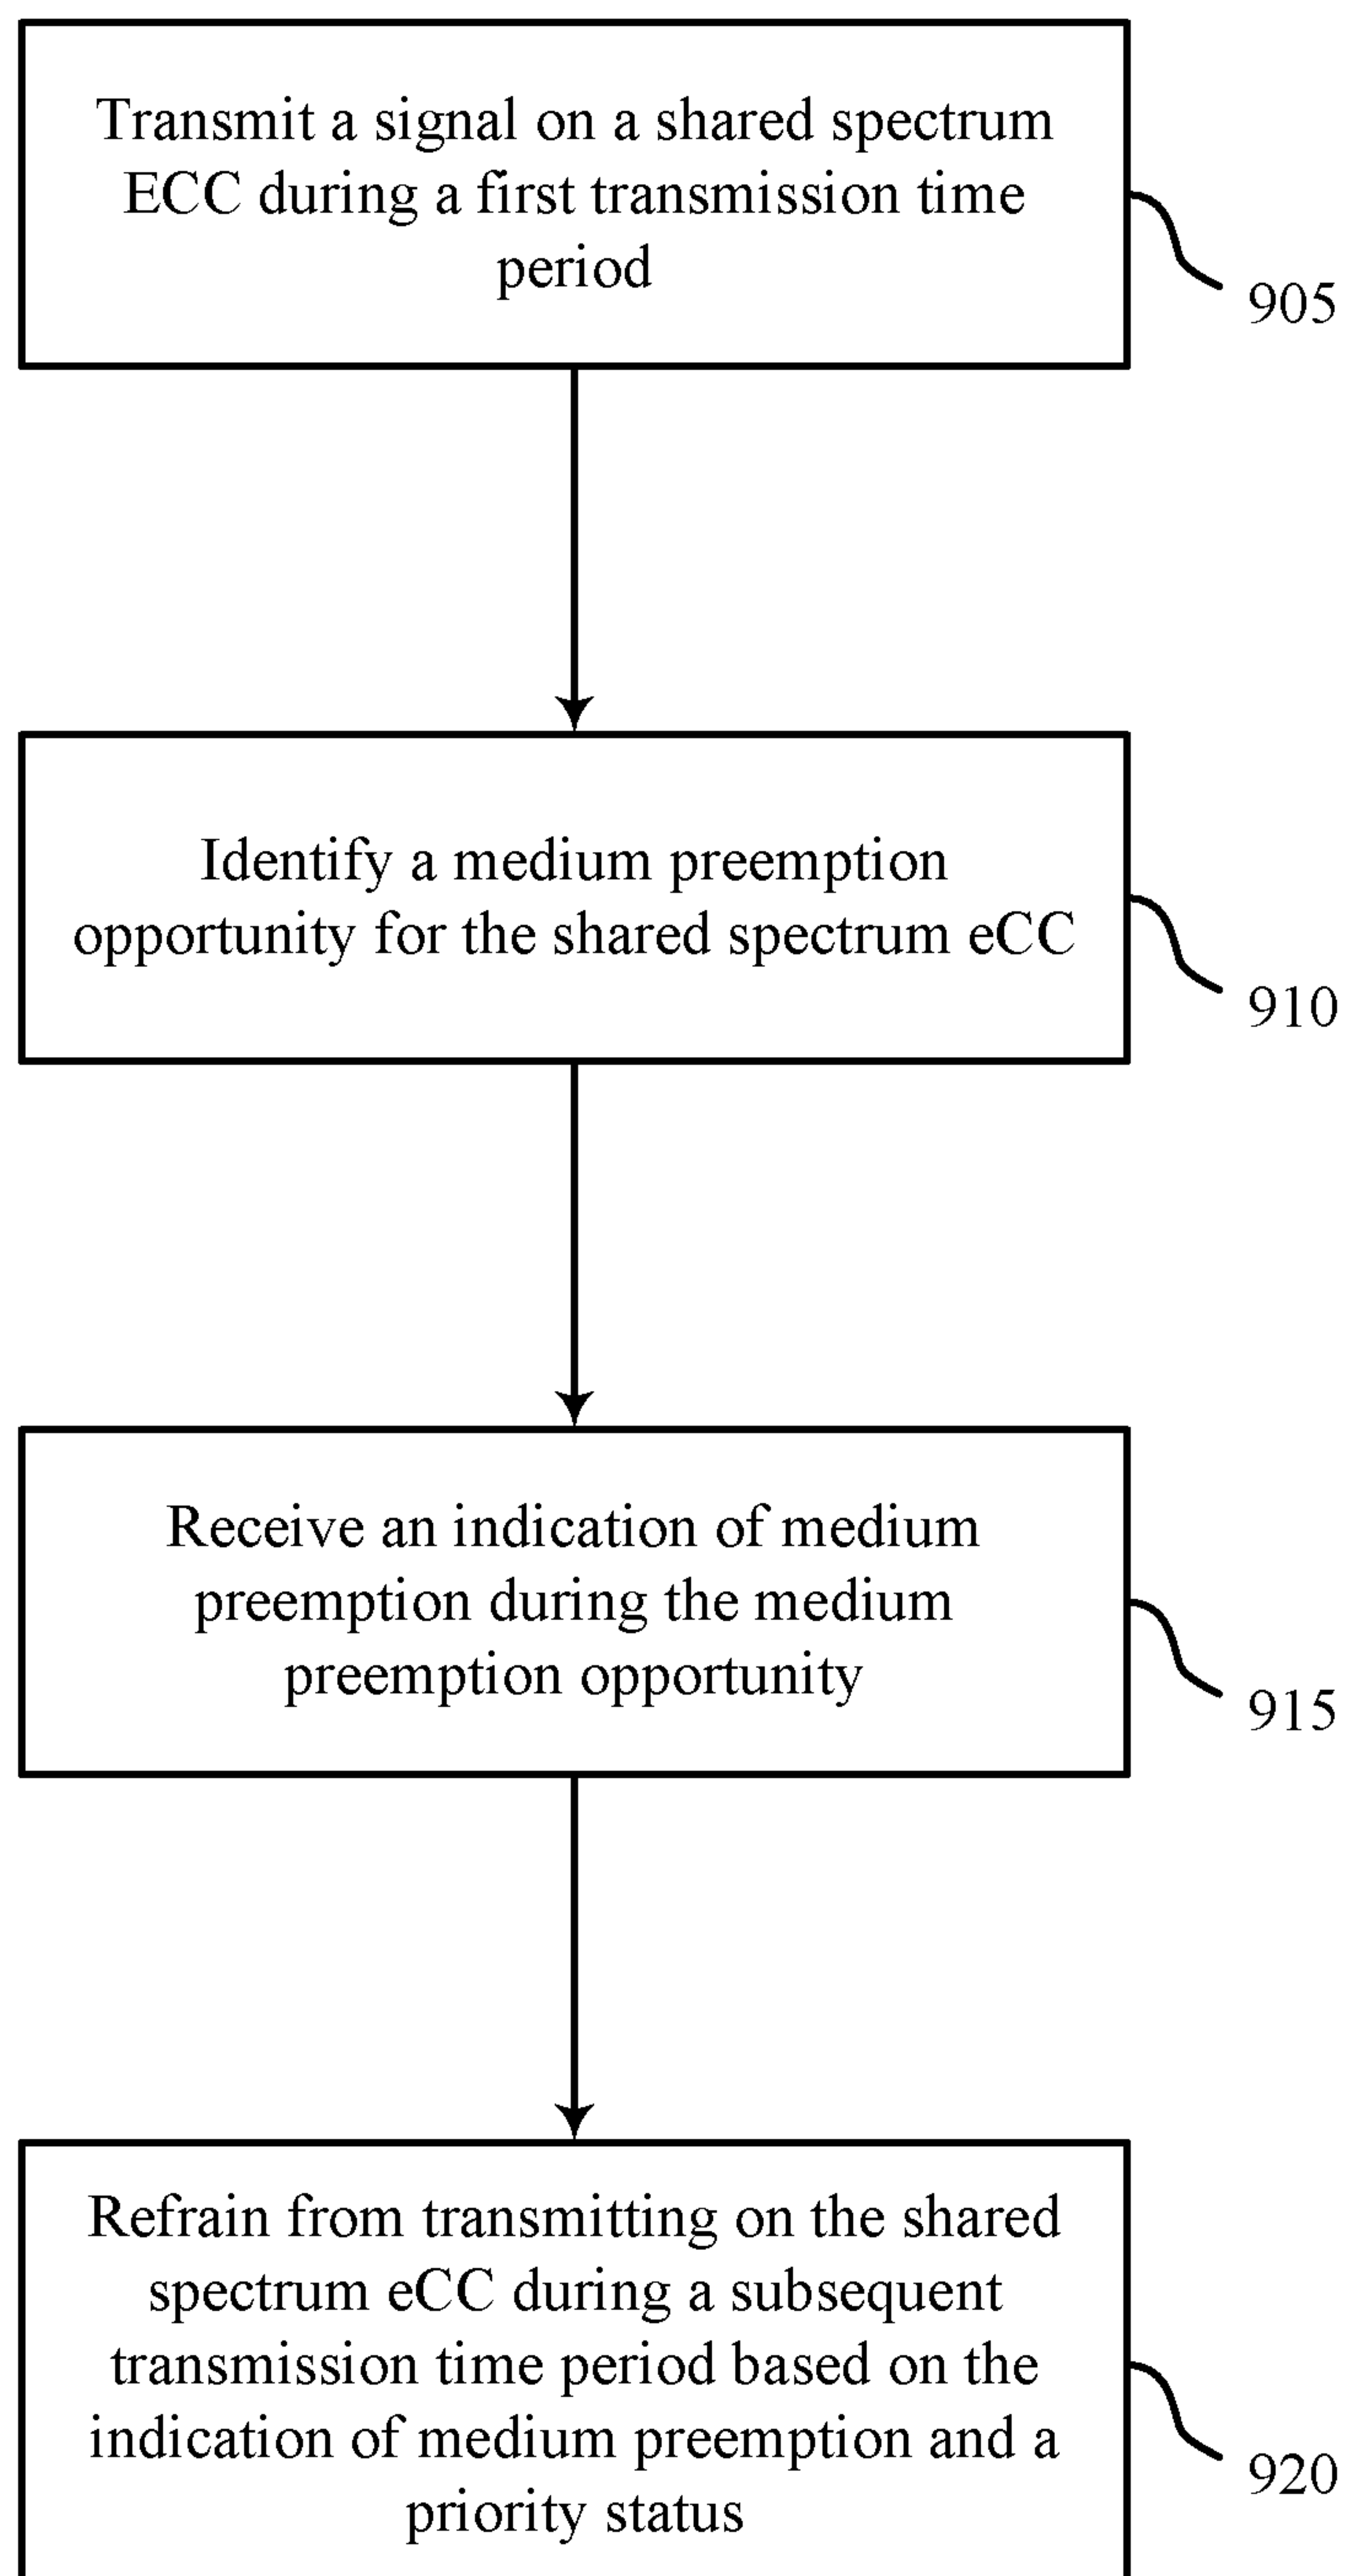 Transmit a signal on a shared spectrum
ECC during a first transmission time
period
905
Identify a medium preemption
opportunity for the shared spectrum eCC
910
Receive an indication of medium
preemption during the medium
preemption opportunity
915
Refrain from transmitting on the shared
spectrum eCC during a subsequent
transmission time period based on the
indication of medium preemption and a
priority status
920